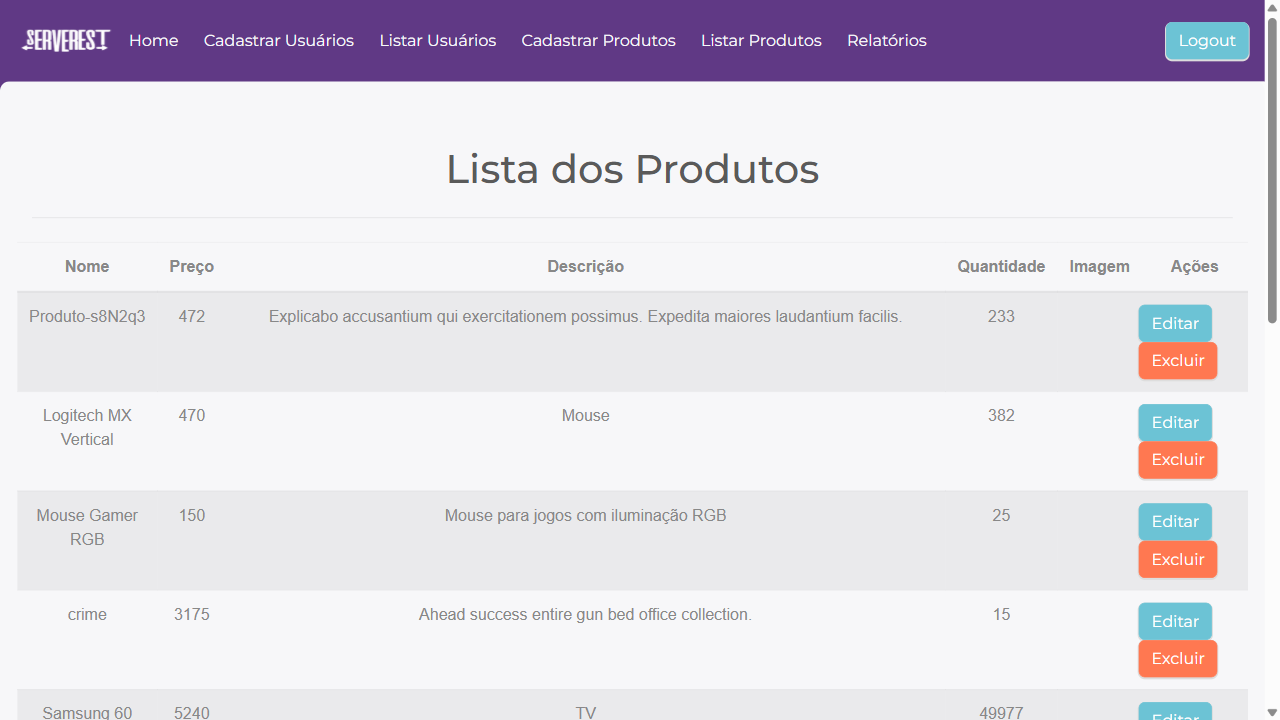 SERVEREST Home Cadastrar Usuários Listar Usuários Cadastrar Produtos Listar Produtos Relatórios Logout
Lista dos Produtos
Nome Preço Descrição Quantidade Imagem Ações
Produto-s8N2q3 472 Explicabo accusantium qui exercitationem possimus. Expedita maiores laudantium facilis. 233 Editar
Excluir
Logitech MX 470 Mouse 382 Editar
Vertical
Excluir
Mouse Gamer 150 Mouse para jogos com iluminação RGB 25 Editar
RGB
Excluir
crime 3175 Ahead success entire gun bed office collection. 15 Editar
Excluir
Samsung 60 5240 TV 49977 Editar